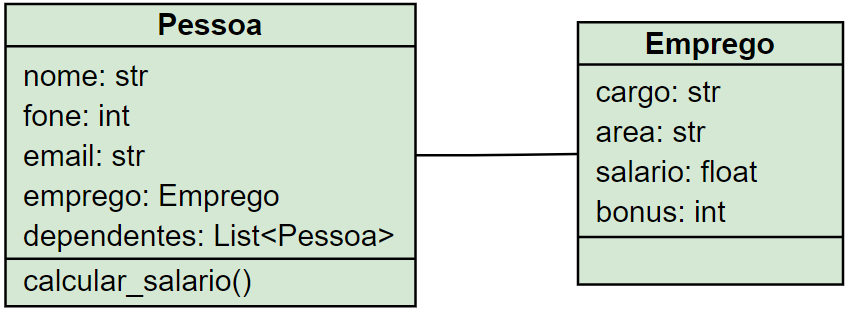 Pessoa
nome: str
fone: int
email: str
emprego: Emprego
dependentes: List<Pessoa>
calcular_salario()
Emprego
cargo: str
area: str
salario: float
bonus: int